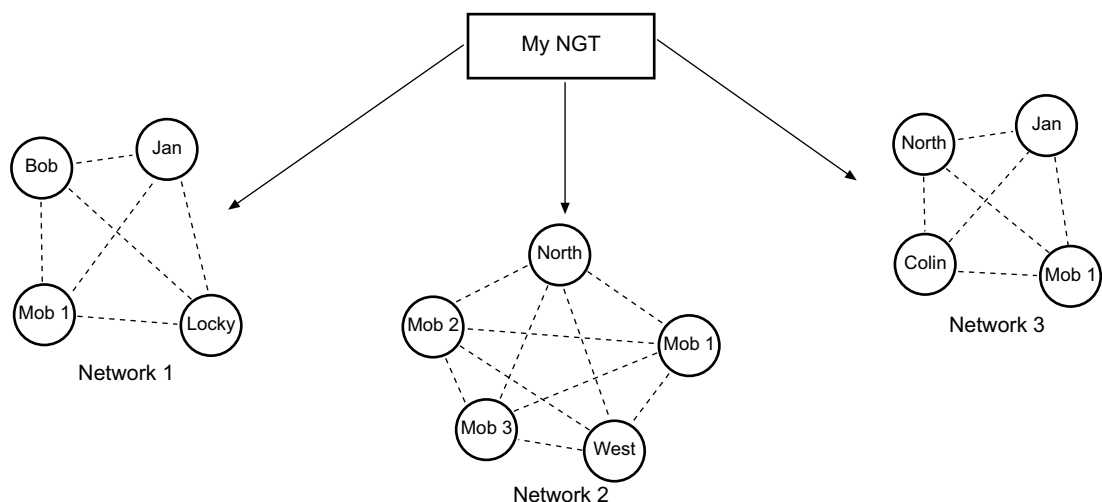 My NGT
Bob
Jan
Mob 1
Locky
Network 1
North
Mob 2
Mob 1
Mob 3
West
Network 2
North
Jan
Colin
Mob 1
Network 3